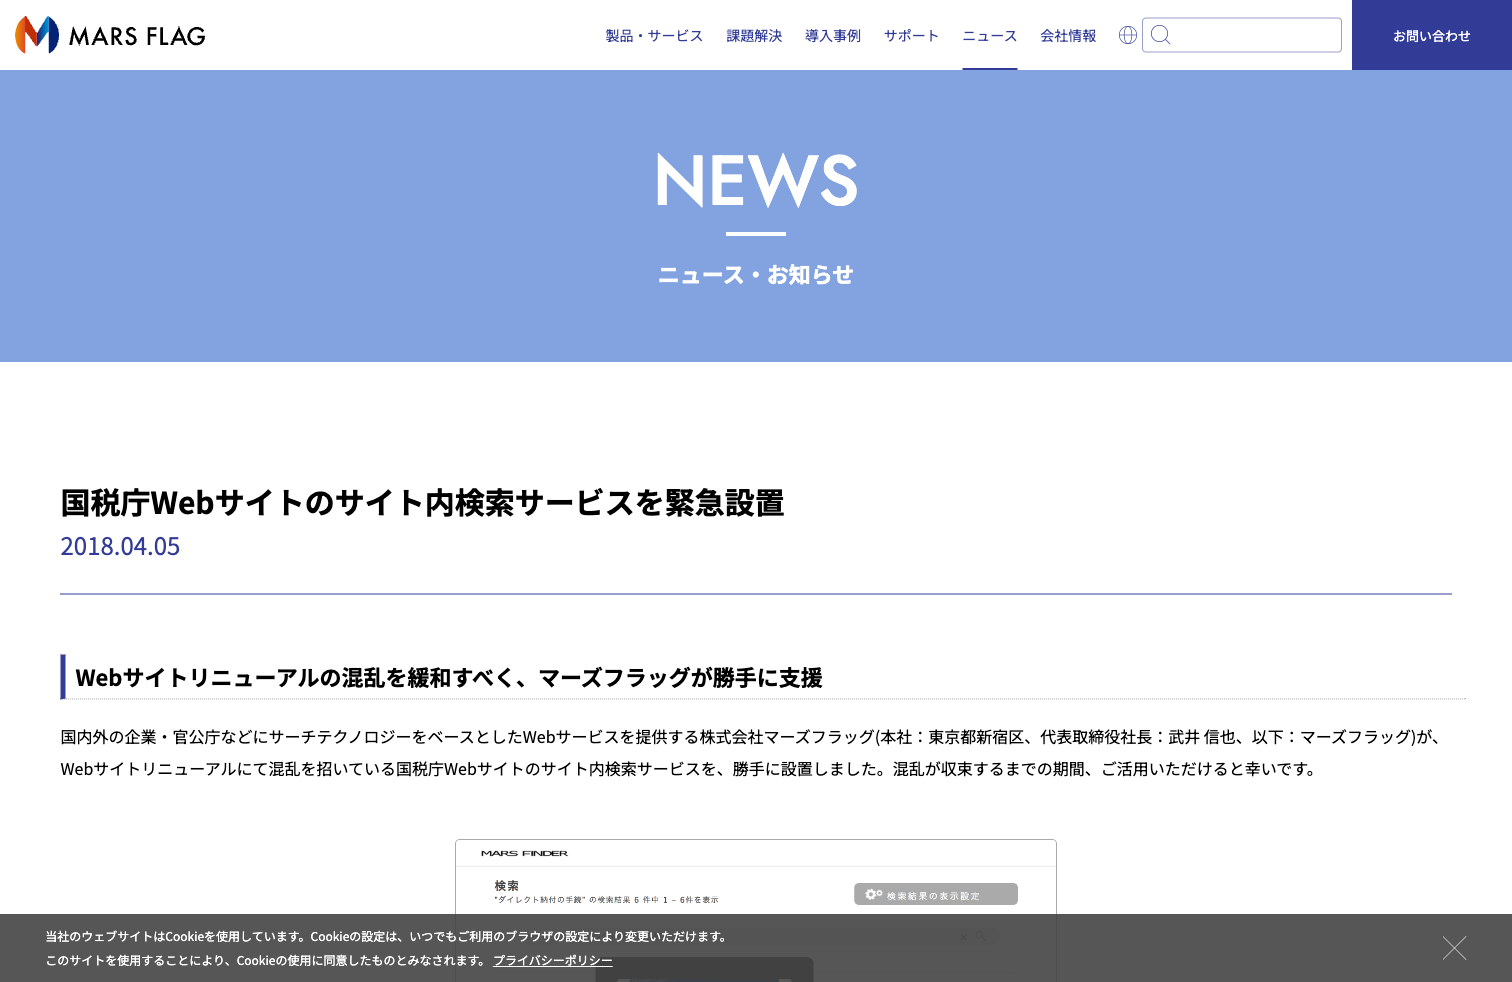 MARS FLAG
製品・サービス
課題解決
導入事例
サポート
ニュース
会社情報
お問い合わせ
NEWS
ニュース・お知らせ
国税庁Webサイトのサイト内検索サービスを緊急設置
2018.04.05
Webサイトリニューアルの混乱を緩和すべく、マーズフラッグが勝手に支援
国内外の企業・官公庁などにサーチテクノロジーをベースとしたWebサービスを提供する株式会社マーズフラッグ(本社：東京都新宿区、代表取締役社長：武井 信也、以下：マーズフラッグ)が、
Webサイトリニューアルにて混乱を招いている国税庁Webサイトのサイト内検索サービスを、勝手に設置しました。混乱が収束するまでの期間、ご活用いただけると幸いです。
MARS FINDER
検索
"ダイレクト納付の手続" の検索結果 6 件中 1 – 6件を表示
検索結果の表示設定
当社のウェブサイトはCookieを使用しています。Cookieの設定は、いつでもご利用のブラウザの設定により変更いただけます。
このサイトを使用することにより、Cookieの使用に同意したものとみなされます。 プライバシーポリシー